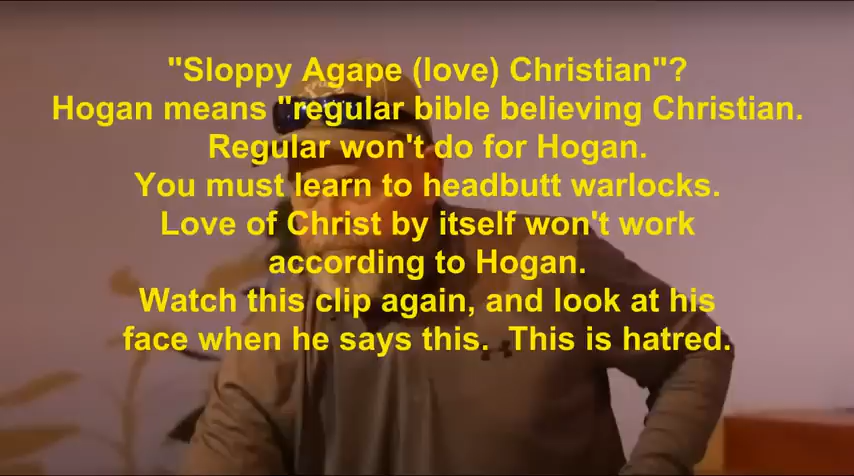 "Sloppy Agape (love) Christian"?
Hogan means "regular bible believing Christian.
Regular won't do for Hogan.
You must learn to headbutt warlocks.
Love of Christ by itself won't work
according to Hogan.
Watch this clip again, and look at his
face when he says this.  This is hatred.